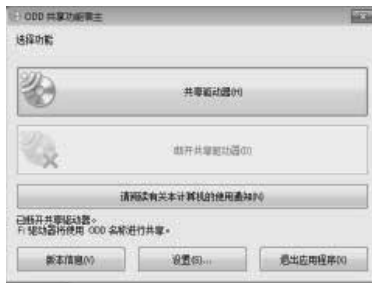 ODD 共享功能宿主
选择功能
共享驱动器(H)
断开共享驱动器(D)
请阅读有关本计算机的使用通知(N)
已断开共享驱动器。
F: 驱动器将使用 ODD 名称进行共享。
版本信息(V) 设置(S)... 退出应用程序(X)